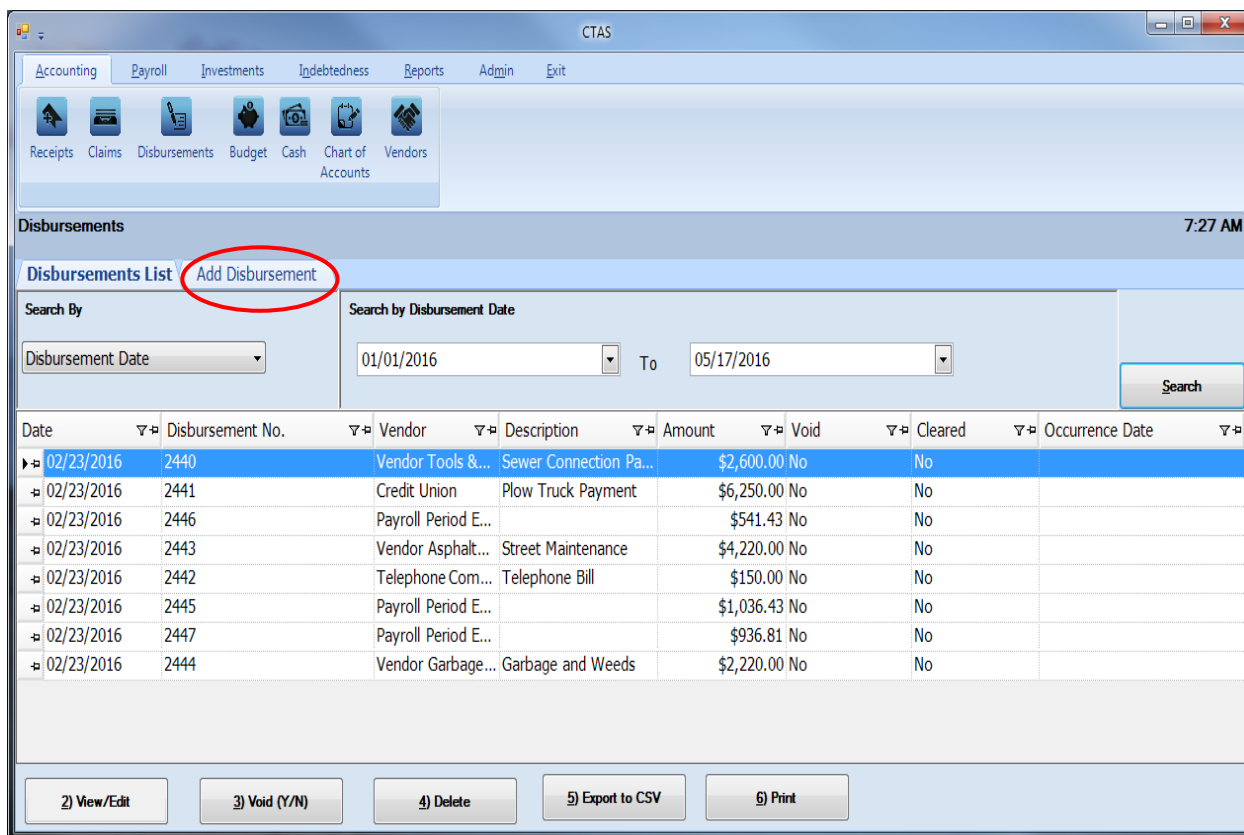 CTAS
Accounting Payroll Investments Indebtedness Reports Admin Exit
Receipts Claims Disbursements Budget Cash Chart of Accounts Vendors
Disbursements 7:27 AM
Disbursements List Add Disbursement
Search By Search by Disbursement Date
Disbursement Date 01/01/2016 To 05/17/2016
Search
Date Disbursement No. Vendor Description Amount Void Cleared Occurrence Date
02/23/2016 2440 Vendor Tools &... Sewer Connection Pa... $2,600.00 No No
02/23/2016 2441 Credit Union Plow Truck Payment $6,250.00 No No
02/23/2016 2446 Payroll Period E... $541.43 No No
02/23/2016 2443 Vendor Asphalt... Street Maintenance $4,220.00 No No
02/23/2016 2442 Telephone Com... Telephone Bill $150.00 No No
02/23/2016 2445 Payroll Period E... $1,036.43 No No
02/23/2016 2447 Payroll Period E... $936.81 No No
02/23/2016 2444 Vendor Garbage... Garbage and Weeds $2,220.00 No No
2) View/Edit 3) Void (Y/N) 4) Delete 5) Export to CSV 6) Print